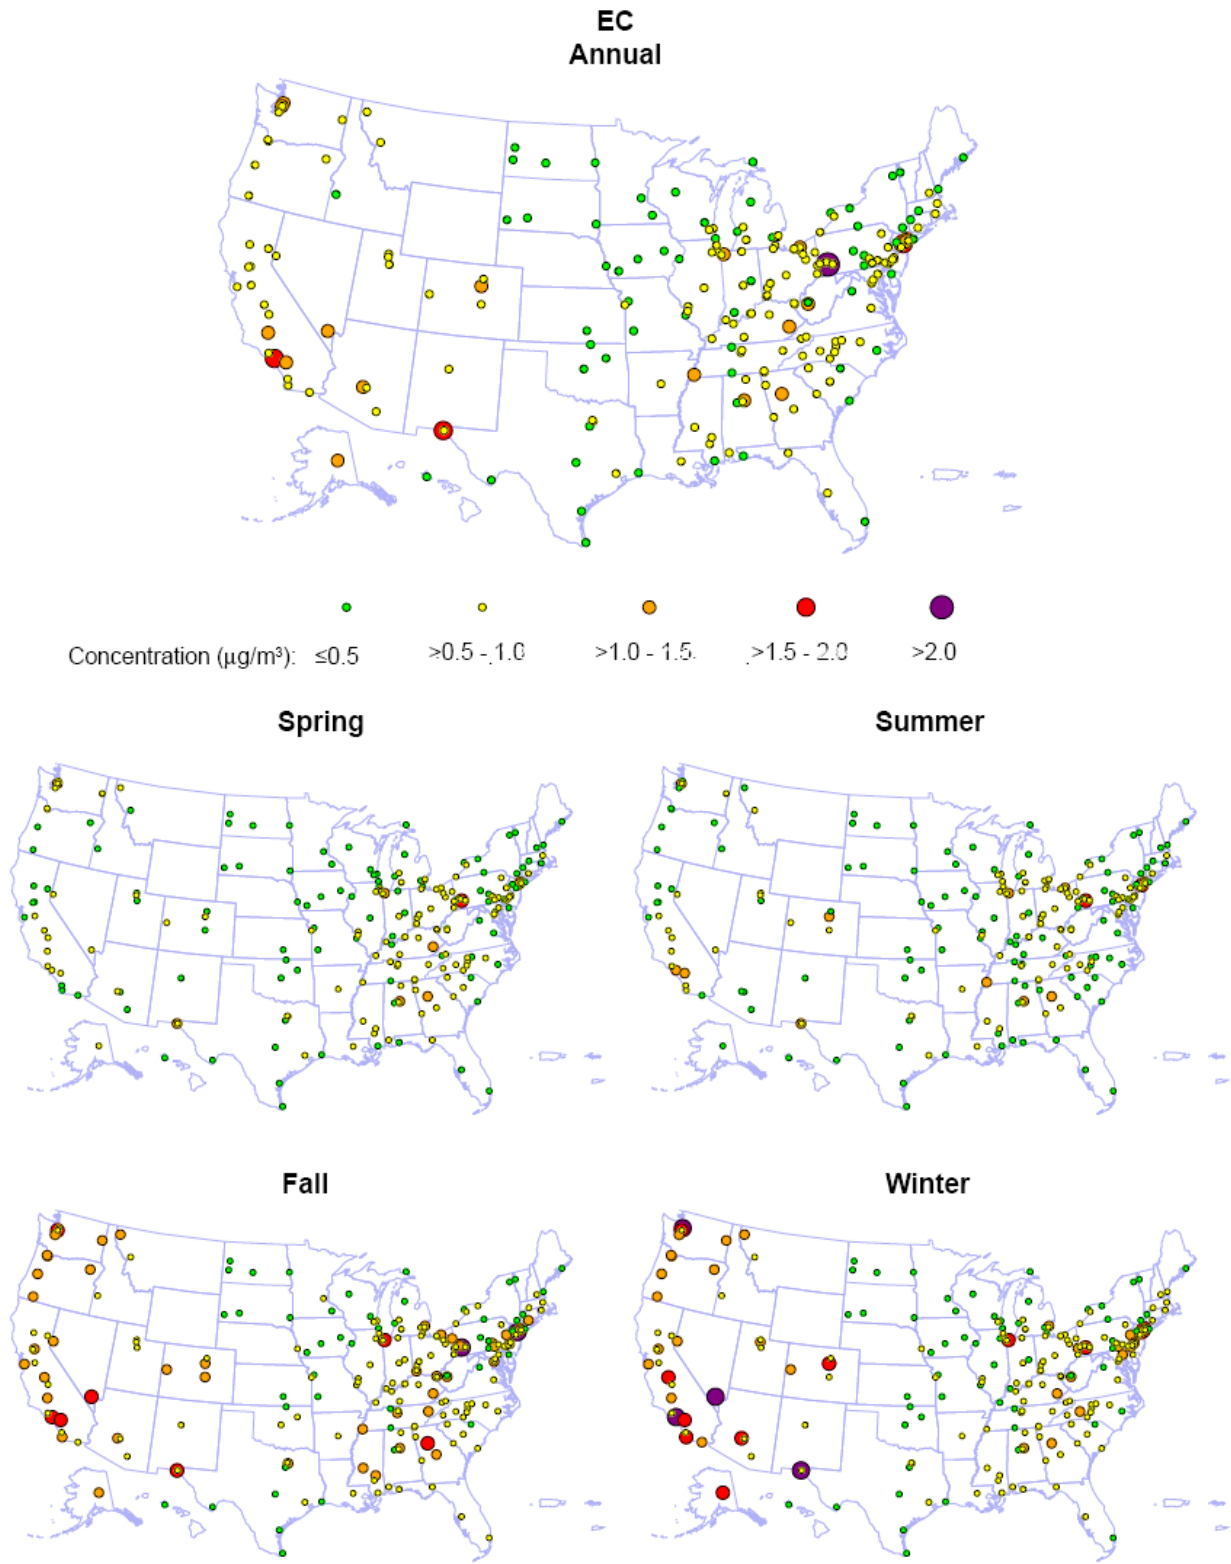 EC
Annual
Concentration (µg/m³): ≤0.5 >0.5 - 1.0 >1.0 - 1.5 >1.5 - 2.0 >2.0
Spring Summer
Fall Winter